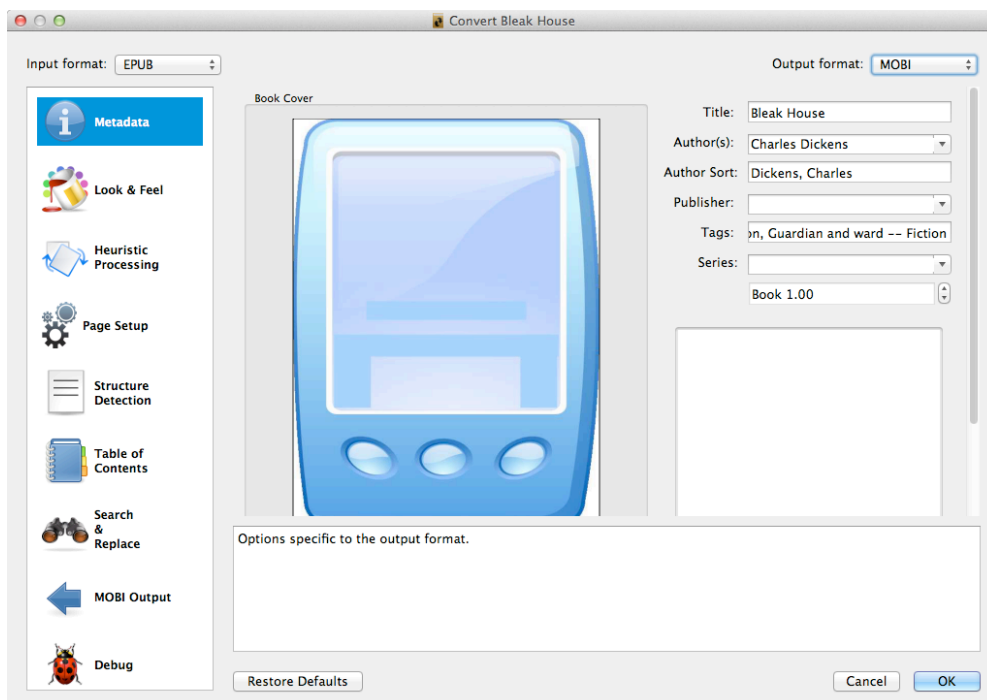 Convert Bleak House
Input format: EPUB
Output format: MOBI
Metadata
Look & Feel
Heuristic
Processing
Page Setup
Structure
Detection
Table of
Contents
Search
&
Replace
MOBI Output
Debug
Book Cover
Title: Bleak House
Author(s): Charles Dickens
Author Sort: Dickens, Charles
Publisher:
Tags: on, Guardian and ward -- Fiction
Series:
Book 1.00
Options specific to the output format.
Restore Defaults
Cancel
OK